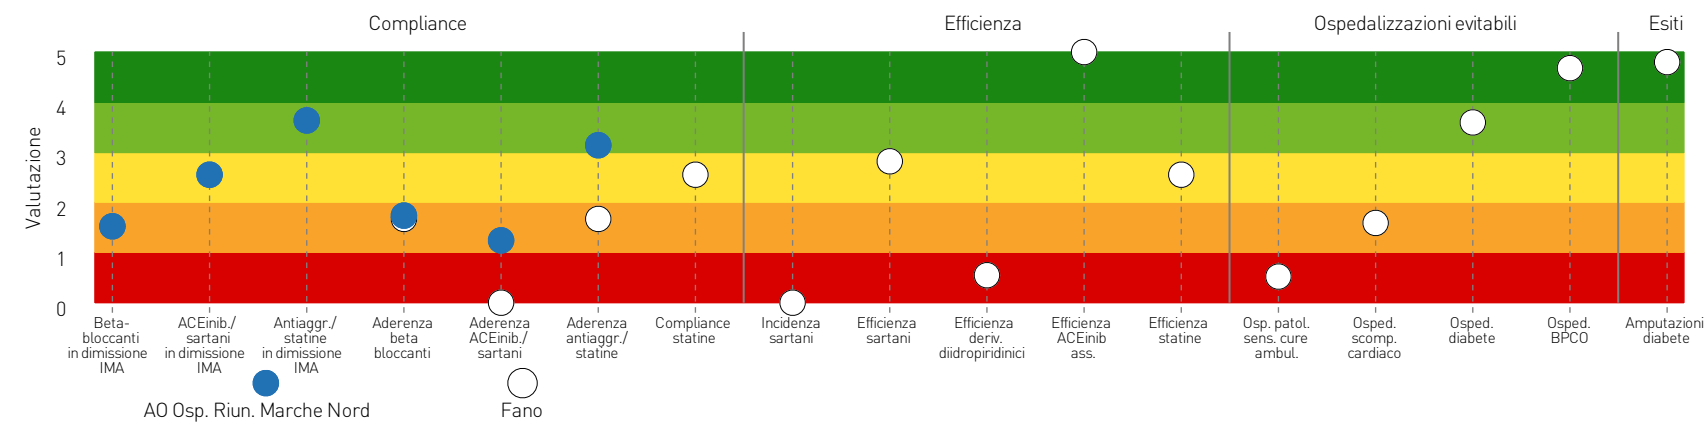 Compliance
Efficienza
Ospedalizzazioni evitabili
Esiti
Valutazione
5
4
3
2
1
0
Beta-
bloccanti
in dimissione
IMA
ACEinib./
sartani
in dimissione
IMA
Antiaggr./
statine
in dimissione
IMA
Aderenza
beta
bloccanti
Aderenza
ACEinib./
sartani
Aderenza
antiaggr./
statine
Compliance
statine
Incidenza
sartani
Efficienza
sartani
Efficienza
deriv.
diidropiridinici
Efficienza
ACEinib
ass.
Efficienza
statine
Osp. patol.
sens. cure
ambul.
Osped.
scomp.
cardiaco
Osped.
diabete
Osped.
BPCO
Amputazioni
diabete
AO Osp. Riun. Marche Nord
Fano